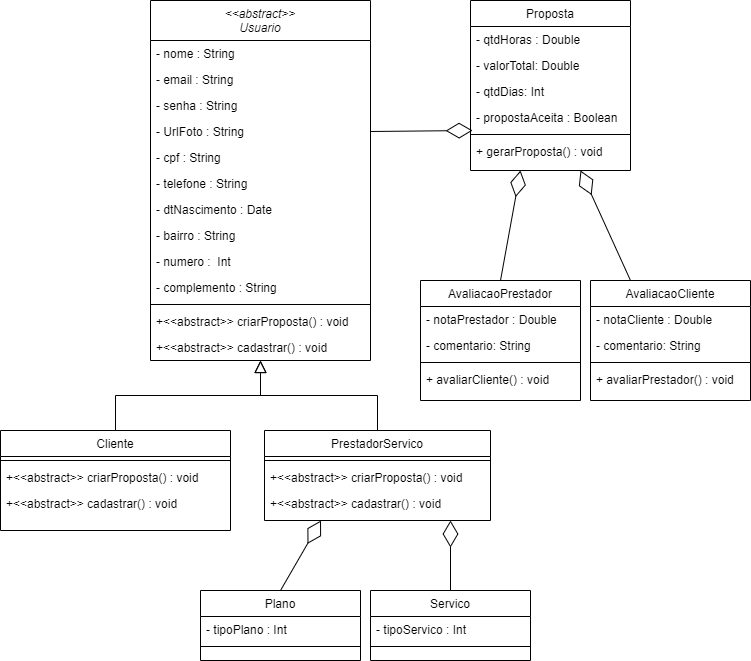 <<abstract>>
Usuario
- nome : String
- email : String
- senha : String
- UrlFoto : String
- cpf : String
- telefone : String
- dtNascimento : Date
- bairro : String
- numero :  Int
- complemento : String
+<<abstract>> criarProposta() : void
+<<abstract>> cadastrar() : void
Proposta
- qtdHoras : Double
- valorTotal: Double
- qtdDias: Int
- propostaAceita : Boolean
+ gerarProposta() : void
AvaliacaoPrestador
- notaPrestador : Double
- comentario: String
+ avaliarCliente() : void
AvaliacaoCliente
- notaCliente : Double
- comentario: String
+ avaliarPrestador() : void
Cliente
+<<abstract>> criarProposta() : void
+<<abstract>> cadastrar() : void
PrestadorServico
+<<abstract>> criarProposta() : void
+<<abstract>> cadastrar() : void
Plano
- tipoPlano : Int
Servico
- tipoServico : Int